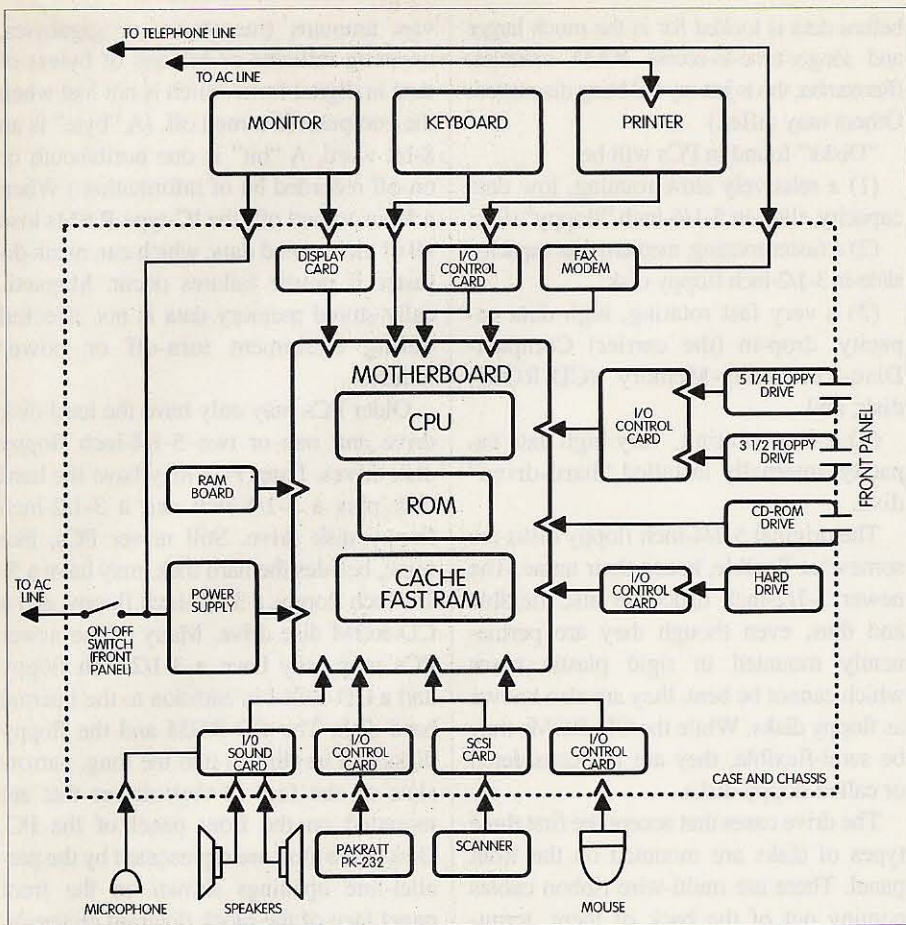 TO TELEPHONE LINE
TO AC LINE
MONITOR
KEYBOARD
PRINTER
DISPLAY
CARD
I/O
CONTROL
CARD
FAX
MODEM
MOTHERBOARD
CPU
ROM
CACHE
FAST RAM
RAM
BOARD
POWER
SUPPLY
TO AC
LINE
ON-OFF
SWITCH
(FRONT
PANEL)
I/O
CONTROL
CARD
5 1/4 FLOPPY
DRIVE
3 1/2 FLOPPY
DRIVE
CD-ROM
DRIVE
FRONT PANEL
I/O
CONTROL
CARD
HARD
DRIVE
I/O
SOUND
CARD
I/O
CONTROL
CARD
SCSI
CARD
I/O
CONTROL
CARD
CASE AND CHASSIS
MICROPHONE
SPEAKERS
PAKRATT
PK-232
SCANNER
MOUSE